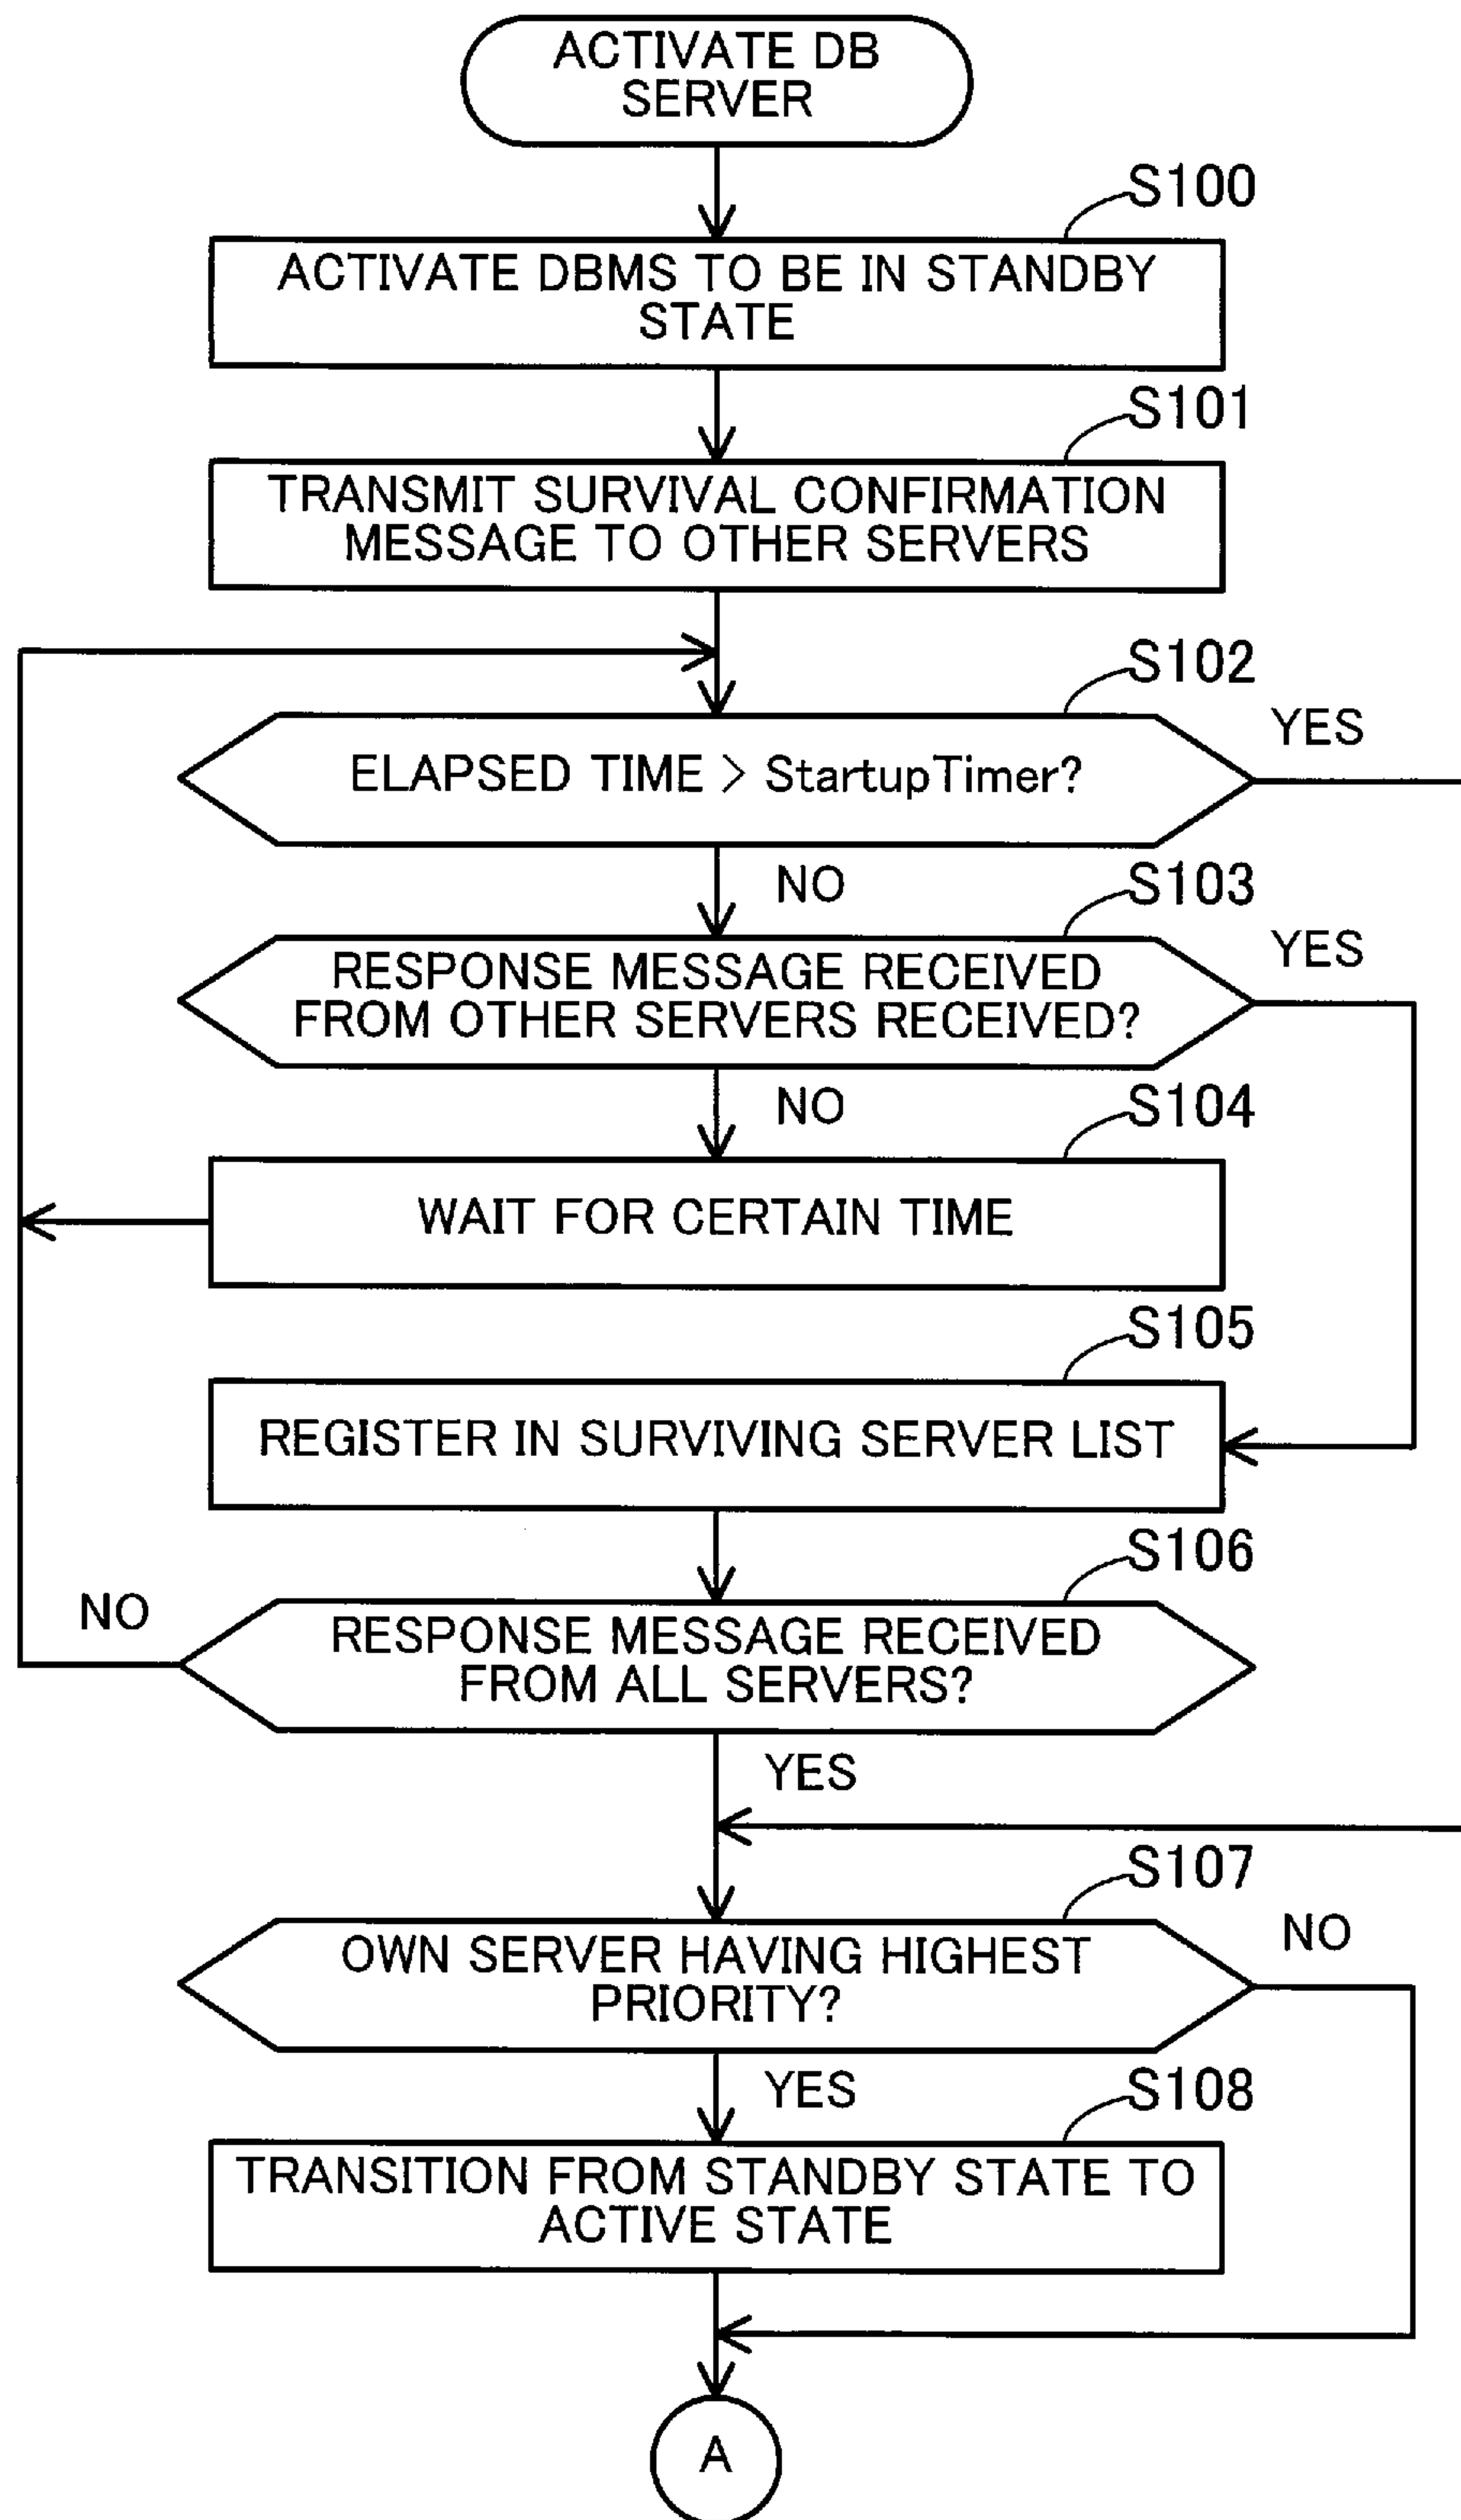 ACTIVATE DB
SERVER
S100
ACTIVATE DBMS TO BE IN STANDBY
STATE
S101
TRANSMIT SURVIVAL CONFIRMATION
MESSAGE TO OTHER SERVERS
S102
ELAPSED TIME > StartupTimer?
YES
NO
S103
RESPONSE MESSAGE RECEIVED
FROM OTHER SERVERS RECEIVED?
YES
NO
S104
WAIT FOR CERTAIN TIME
S105
REGISTER IN SURVIVING SERVER LIST
S106
NO
RESPONSE MESSAGE RECEIVED
FROM ALL SERVERS?
YES
S107
OWN SERVER HAVING HIGHEST
PRIORITY?
NO
YES
S108
TRANSITION FROM STANDBY STATE TO
ACTIVE STATE
A